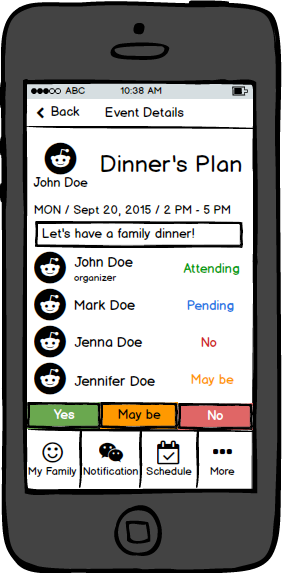 ABC 10:38 AM
Back Event Details
Dinner's Plan
John Doe
MON / Sept 20, 2015 / 2 PM - 5 PM
Let's have a family dinner!
John Doe Attending
organizer
Mark Doe Pending
Jenna Doe No
Jennifer Doe May be
Yes May be No
My Family Notification Schedule More